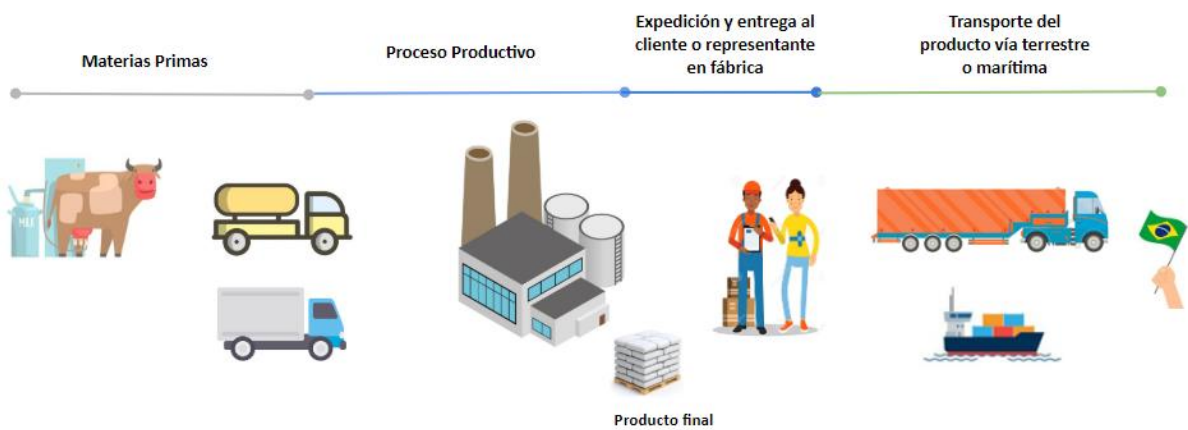 Materias Primas
Proceso Productivo
Expedición y entrega al
cliente o representante
en fábrica
Transporte del
producto vía terrestre
o marítima
Producto final